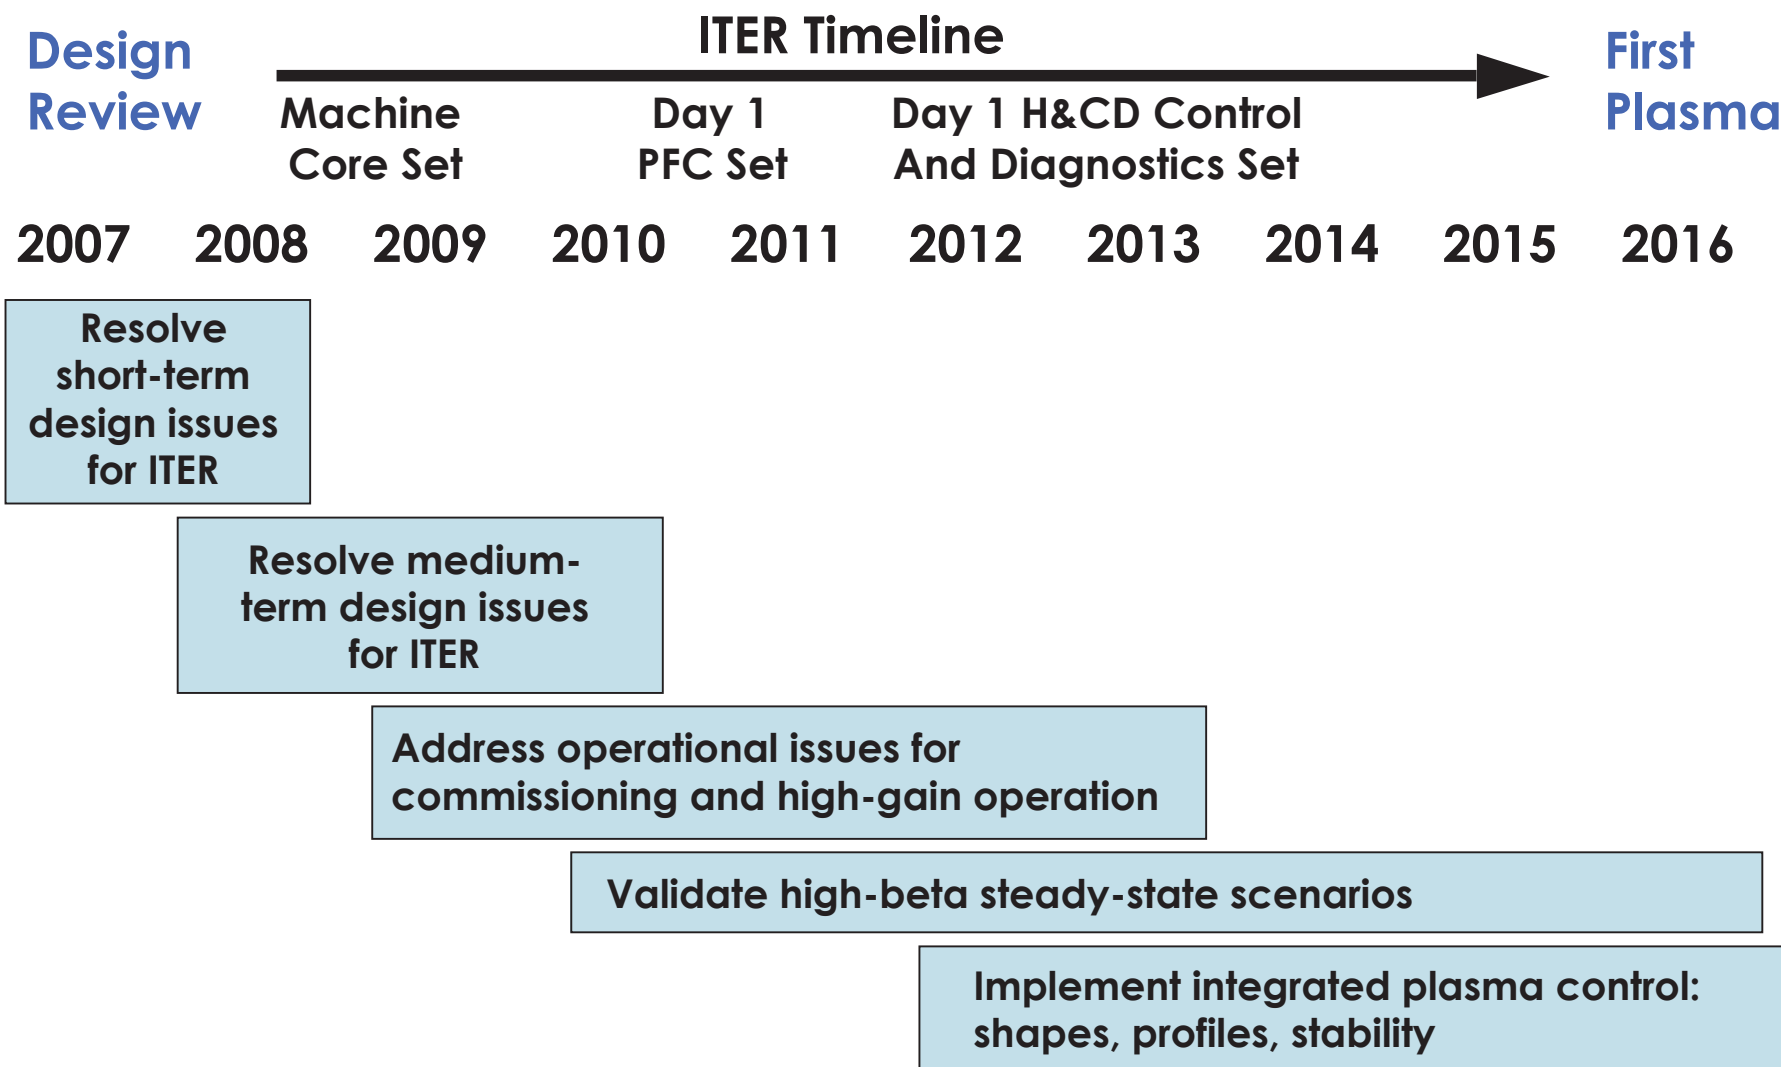 ITER Timeline
Design
Review
First
Plasma
Machine
Core Set
Day 1
PFC Set
Day 1 H&CD Control
And Diagnostics Set
2007 2008 2009 2010 2011 2012 2013 2014 2015 2016
Resolve
short-term
design issues
for ITER
Resolve medium-
term design issues
for ITER
Address operational issues for
commissioning and high-gain operation
Validate high-beta steady-state scenarios
Implement integrated plasma control:
shapes, profiles, stability